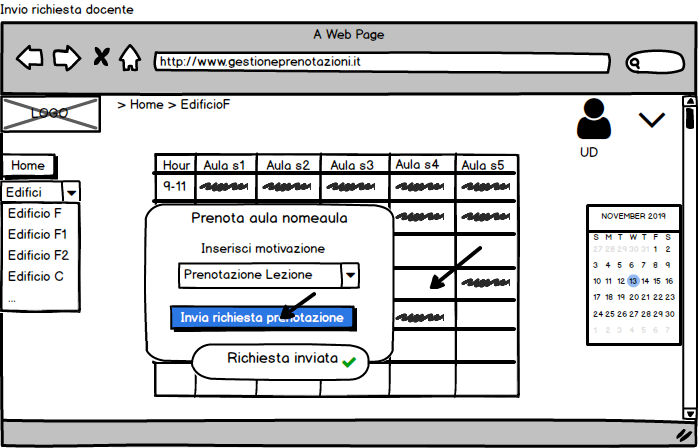 Invio richiesta docente
A Web Page
http://www.gestioneprenotazioni.it
LOGO
> Home > EdificioF
UD
Home
Edifici
Edificio F
Edificio F1
Edificio F2
Edificio C
...
Hour Aula s1 Aula s2 Aula s3 Aula s4 Aula s5
9-11
Prenota aula nomeaula
Inserisci motivazione
Prenotazione Lezione
Invia richiesta prenotazione
Richiesta inviata
NOVEMBER 2019
S M T W T F S
27 28 29 30 31 1 2
3 4 5 6 7 8 9
10 11 12 13 14 15 16
17 18 19 20 21 22 23
24 25 26 27 28 29 30
1 2 3 4 5 6 7